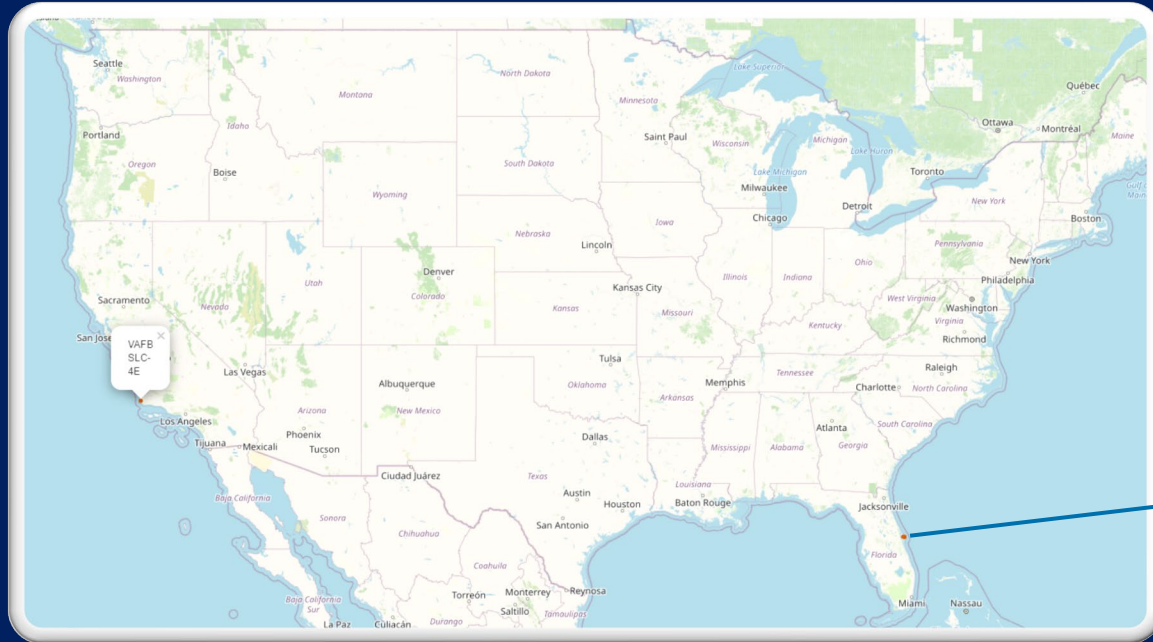 Seattle
Washington
Montana
North Dakota
Lake Superior
Québec
Minnesota
Ottawa
Montréal
Maine
Portland
Idaho
Saint Paul
Wisconsin
Michigan
Lake Huron
Oregon
Boise
South Dakota
Lake Michigan
Toronto
Wyoming
Milwaukee
New York
Detroit
Chicago
Iowa
Boston
Nebraska
Lincoln
Pennsylvania
Ohio
New York
Denver
Utah
Illinois
Indiana
Philadelphia
Kansas City
Sacramento
Colorado
Nevada
Kansas
Missouri
West Virginia
Washington
Virginia
Kentucky
Richmond
San Jose
VAFB
SLC-
4E
×
Las Vegas
Tulsa
Raleigh
Albuquerque
Oklahoma
Memphis
Tennessee
Charlotte
North Carolina
Arkansas
Arizona
New Mexico
Los Angeles
Phoenix
Atlanta
South Carolina
Tijuana
Mexicali
Tucson
Dallas
Mississippi
Alabama
Georgia
Ciudad Juárez
Texas
Louisiana
Baja California
Austin
Houston
Baton Rouge
Jacksonville
Sonora
San Antonio
Chihuahua
Florida
Coahuila
Baja California
Sur
Torreón
Monterrey
Reynosa
Miami
Nassau
Saltillo
Tamaulipas
La Paz
Culiacán
Durango